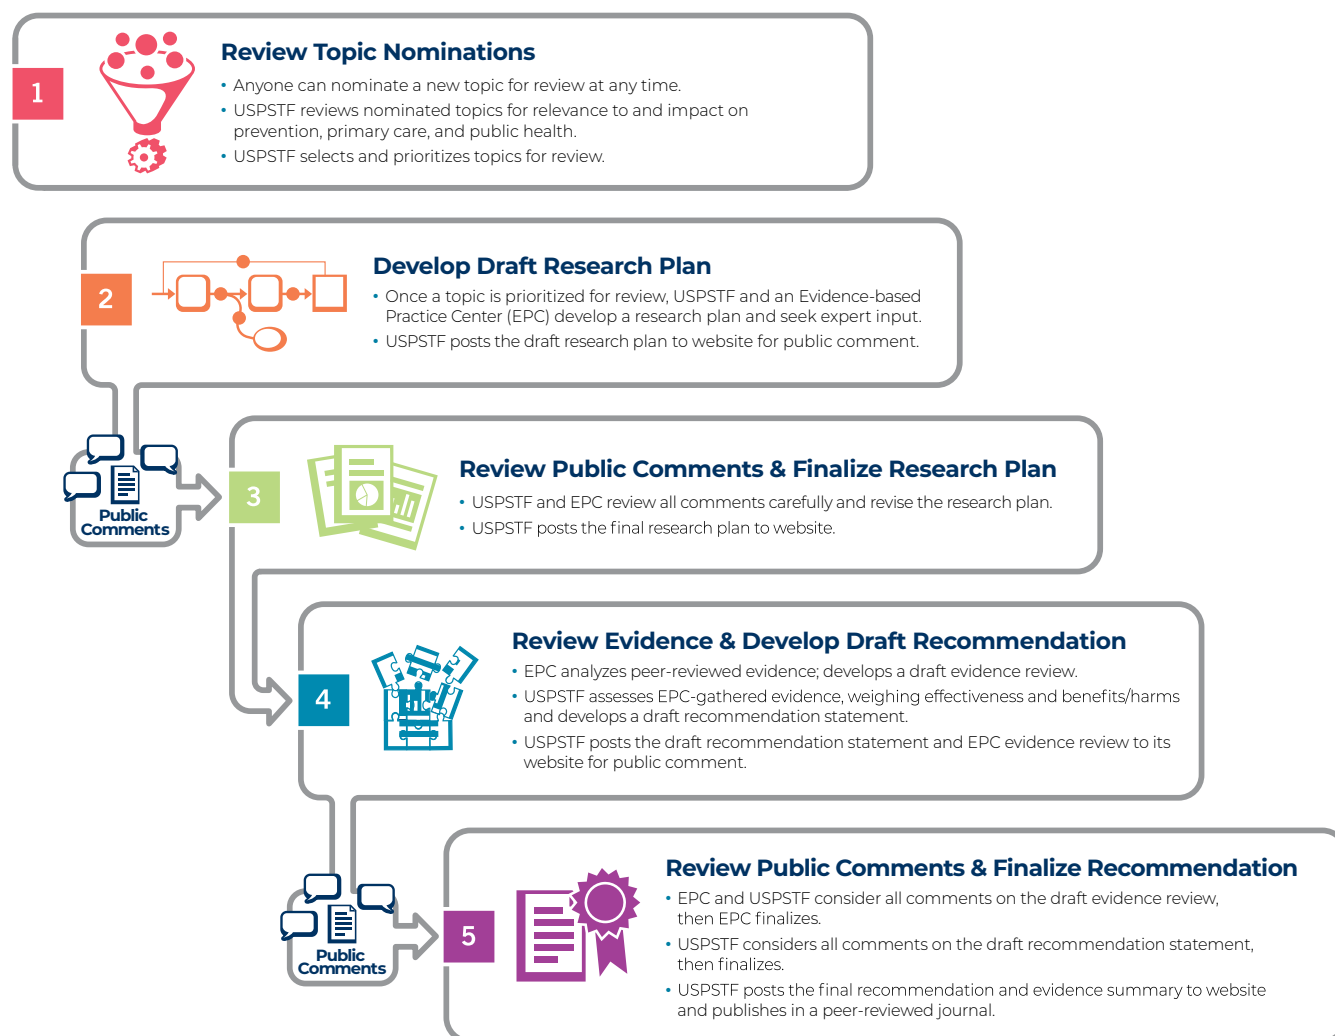 1
Review Topic Nominations
• Anyone can nominate a new topic for review at any time.
• USPSTF reviews nominated topics for relevance to and impact on
prevention, primary care, and public health.
• USPSTF selects and prioritizes topics for review.
2
Develop Draft Research Plan
• Once a topic is prioritized for review, USPSTF and an Evidence-based
Practice Center (EPC) develop a research plan and seek expert input.
• USPSTF posts the draft research plan to website for public comment.
Public
Comments
3
Review Public Comments & Finalize Research Plan
• USPSTF and EPC review all comments carefully and revise the research plan.
• USPSTF posts the final research plan to website.
4
Review Evidence & Develop Draft Recommendation
• EPC analyzes peer-reviewed evidence; develops a draft evidence review.
• USPSTF assesses EPC-gathered evidence, weighing effectiveness and benefits/harms
and develops a draft recommendation statement.
• USPSTF posts the draft recommendation statement and EPC evidence review to its
website for public comment.
Public
Comments
5
Review Public Comments & Finalize Recommendation
• EPC and USPSTF consider all comments on the draft evidence review,
then EPC finalizes.
• USPSTF considers all comments on the draft recommendation statement,
then finalizes.
• USPSTF posts the final recommendation and evidence summary to website
and publishes in a peer-reviewed journal.